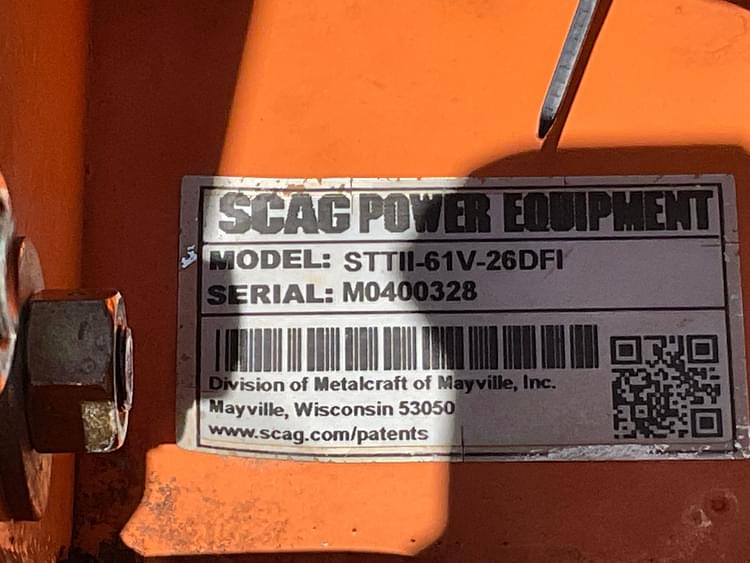 SCAG POWER EQUIPMENT
MODEL: STTII-61V-26DFI
SERIAL: M0400328
Division of Metalcraft of Mayville, Inc.
Mayville, Wisconsin 53050
www.scag.com/patents